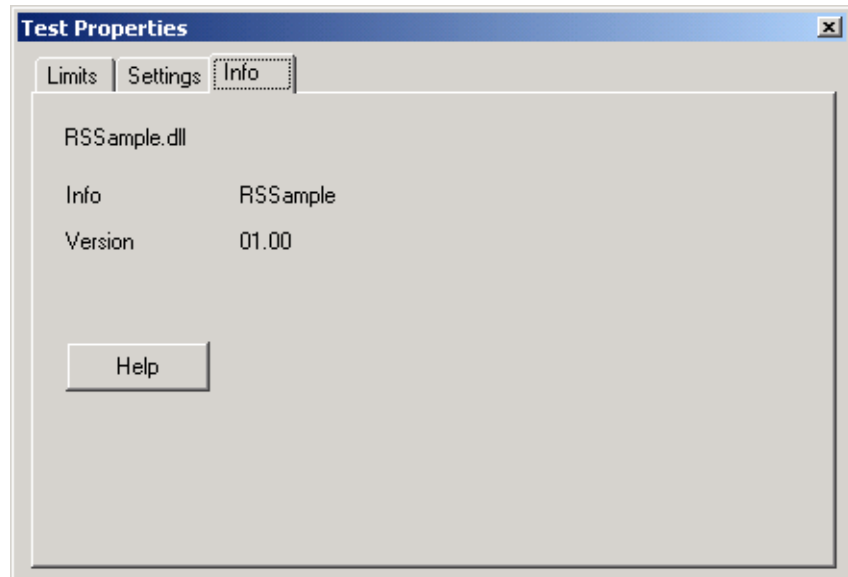 Test Properties
Limits Settings Info
RSSample.dll
Info RSSample
Version 01.00
Help